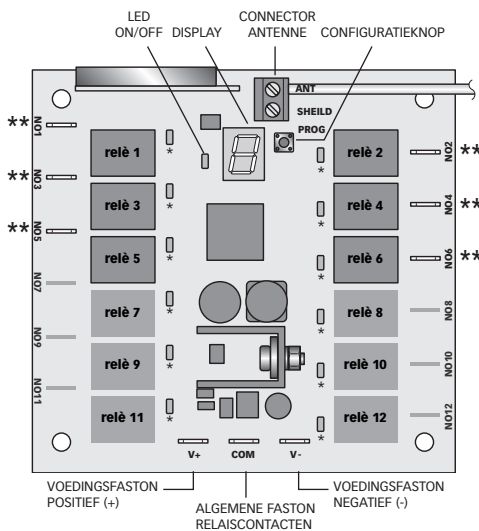 LED
ON/OFF
DISPLAY
CONNECTOR
ANTENNE
CONFIGURATIEKNOP
ANT
SHEILD
PROG
** NO1
relè 1
*
relè 2
*
NO2 **
** NO3
relè 3
*
relè 4
*
NO4 **
** NO5
relè 5
*
relè 6
*
NO6 **
NO7
relè 7
*
relè 8
*
NO8
NO9
relè 9
*
relè 10
*
NO10
NO11
relè 11
*
relè 12
*
NO12
V+
COM
V-
VOEDINGSFASTON
POSITIEF (+)
ALGEMENE FASTON
RELAISCONTACTEN
VOEDINGSFASTON
NEGATIEF (-)